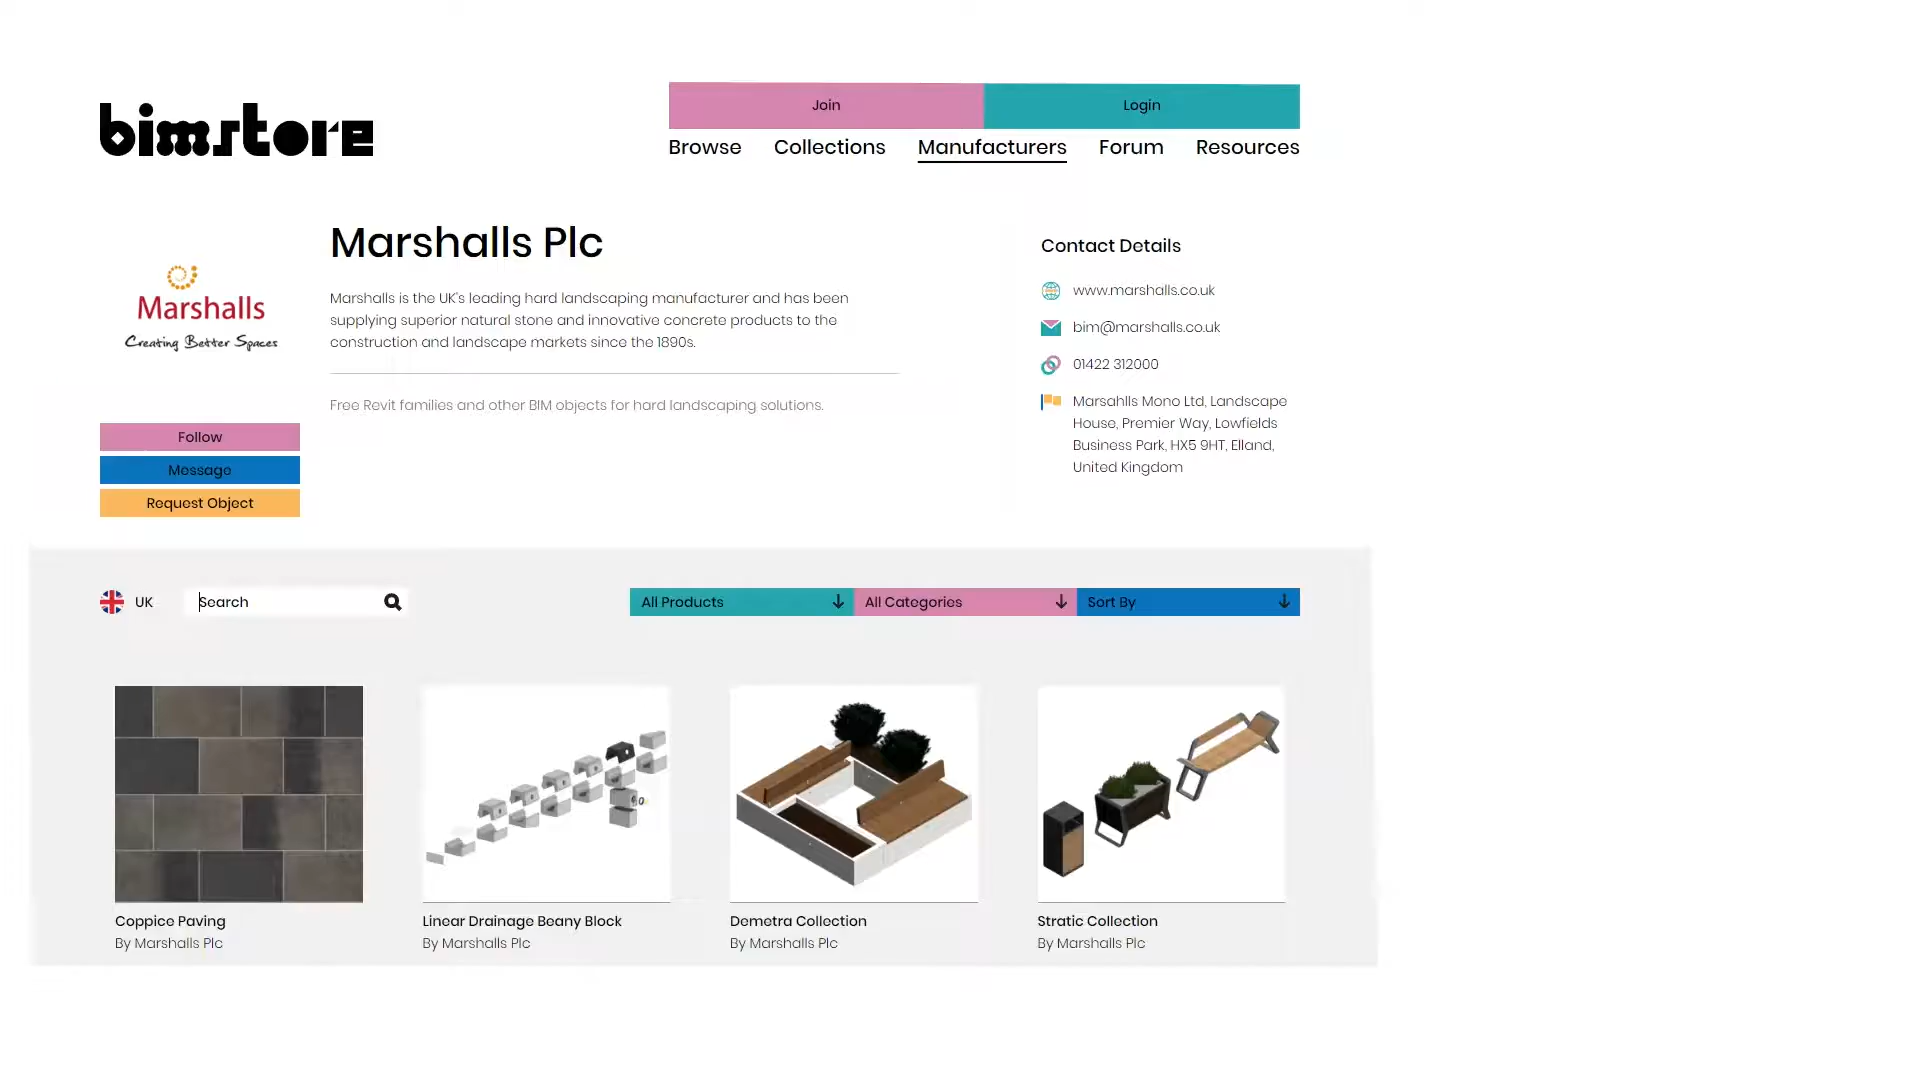 bimstore
Join
Login
Browse
Collections
Manufacturers
Forum
Resources
Marshalls
Creating Better Spaces
Marshalls Plc
Marshalls is the UK's leading hard landscaping manufacturer and has been
supplying superior natural stone and innovative concrete products to the
construction and landscape markets since the 1890s.
Free Revit families and other BIM objects for hard landscaping solutions.
Contact Details
www.marshalls.co.uk
bim@marshalls.co.uk
01422 312000
Marsahlls Mono Ltd, Landscape
House, Premier Way, Lowfields
Business Park, HX5 9HT, Elland,
United Kingdom
Follow
Message
Request Object
UK
Search
All Products
All Categories
Sort By
Coppice Paving
By Marshalls Plc
Linear Drainage Beany Block
By Marshalls Plc
Demetra Collection
By Marshalls Plc
Stratic Collection
By Marshalls Plc